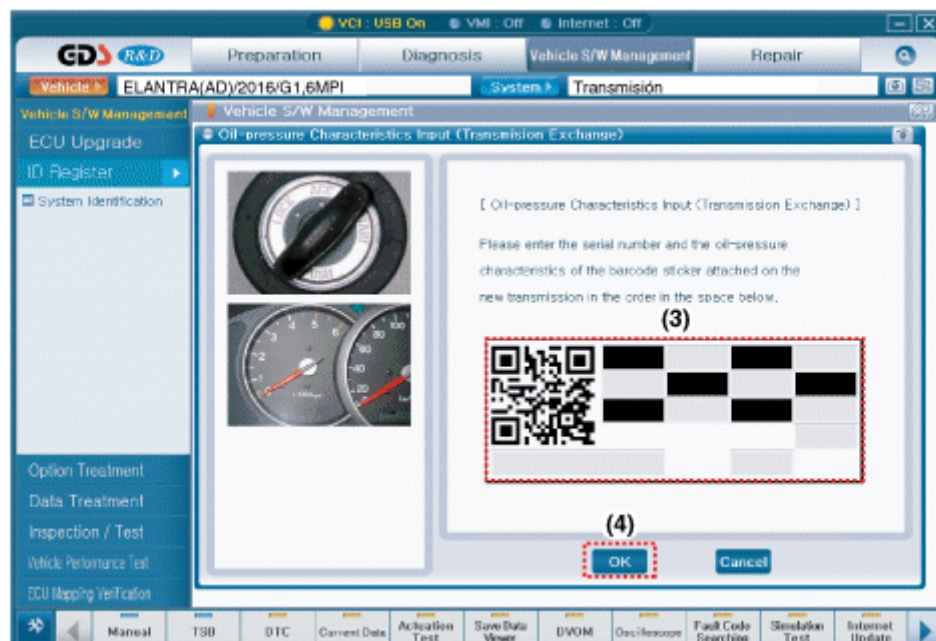 VCI : USB On VMI : Off Internet : Off
GDS R&D Preparation Diagnosis Vehicle S/W Management Repair
Vehicle ELANTRA(AD)/2016/G1,6MPI System Transmisión
Vehicle S/W Management
Vehicle S/W Management
Oil-pressure Characteristics Input (Transmision Exchange)
ECU Upgrade
ID Register
System Identification
LOCK ACC START
[ Oil-pressure Characteristics Input (Transmission Exchange) ]
Please enter the serial number and the oil-pressure
characteristics of the barcode sticker attached on the
new transmission in the order in the space below.
(3)
(4)
OK Cancel
Option Treatment
Data Treatment
Inspection / Test
Vehicle Performance Test
ECU Mapping Verification
Manual TSB DTC Current Data Actuation Test Save Data Viewer DVOM Oscilloscope Fault Code Searching Simulation Test Internet Update